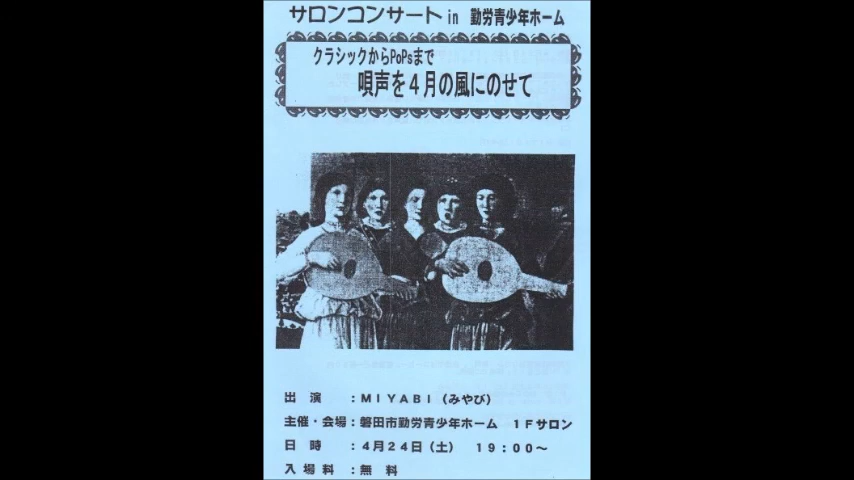 サロンコンサート in 勤労青少年ホーム
クラシックからPoPsまで
唄声を4月の風にのせて
出 演 :MIYABI(みやび)
主催・会場:磐田市勤労青少年ホーム 1Fサロン
日 時 :4月24日(土) 19:00~
入場料 :無 料